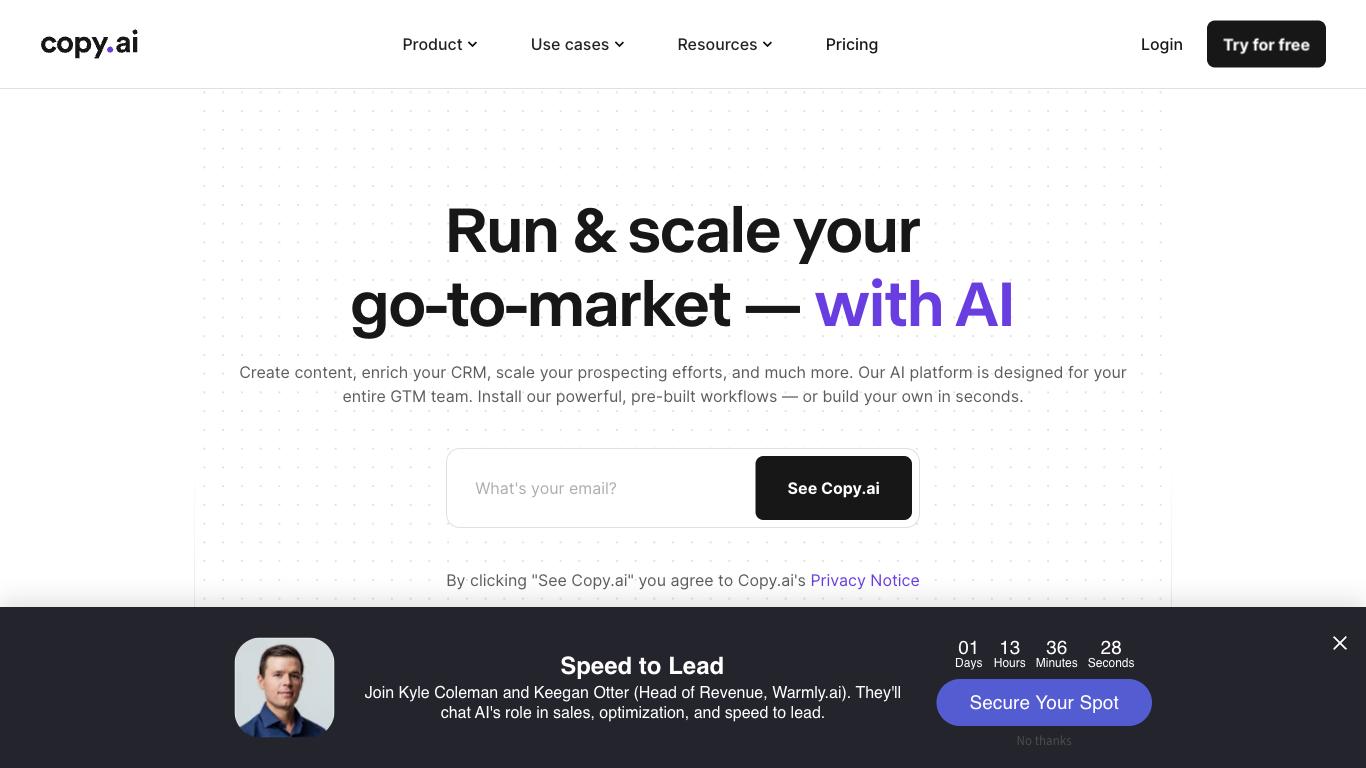 copy.ai
Product
Use cases
Resources
Pricing
Login
Try for free
Run & scale your
go-to-market — with AI
Create content, enrich your CRM, scale your prospecting efforts, and much more. Our AI platform is designed for your
entire GTM team. Install our powerful, pre-built workflows — or build your own in seconds.
What's your email?
See Copy.ai
By clicking "See Copy.ai" you agree to Copy.ai's Privacy Notice
Speed to Lead
Join Kyle Coleman and Keegan Otter (Head of Revenue, Warmly.ai). They'll
chat AI's role in sales, optimization, and speed to lead.
01 13 36 28
Days Hours Minutes Seconds
Secure Your Spot
No thanks